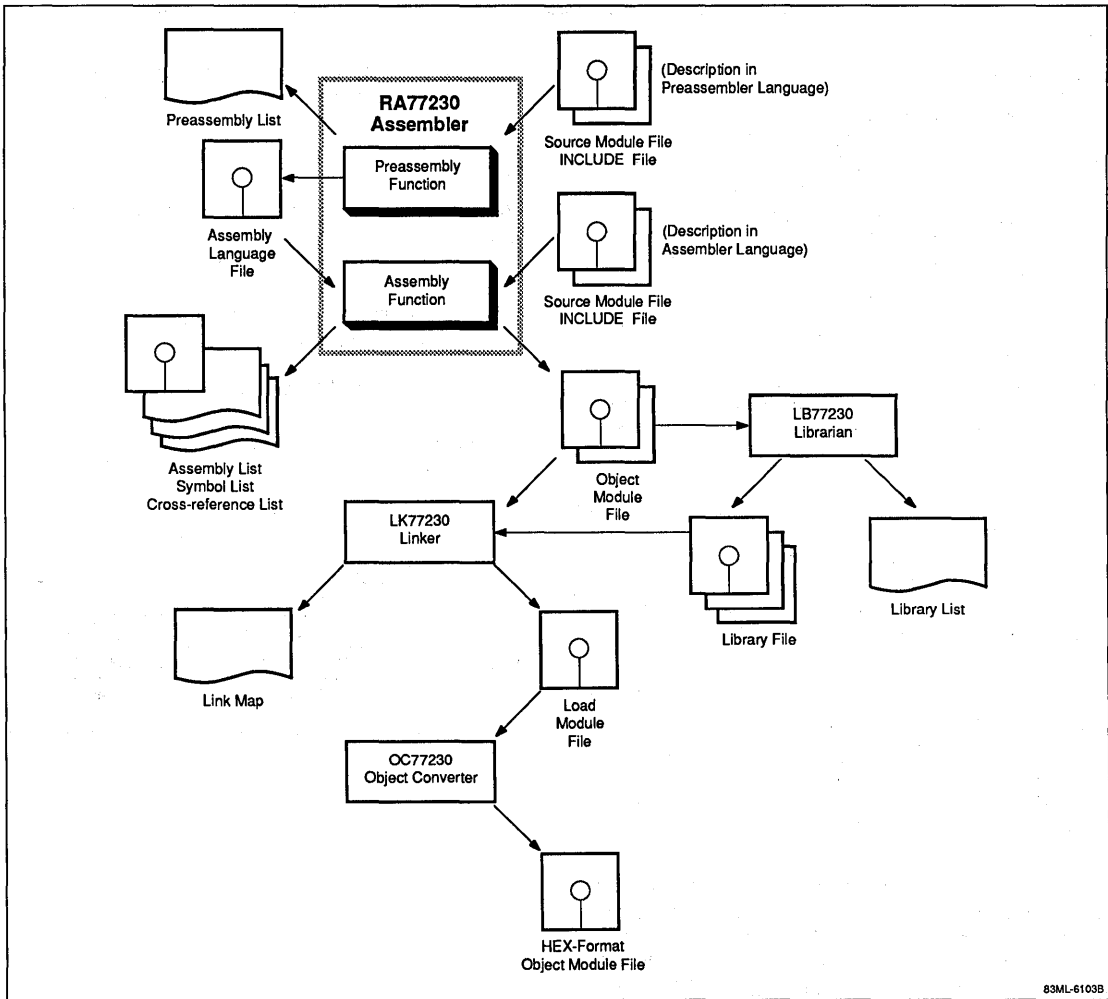 RA77230
Assembler
(Description in
Preassembler Language)
Preassembly List
Source Module File
INCLUDE File
Preassembly
Function
Assembly
Language
File
(Description in
Assembler Language)
Assembly
Function
Source Module File
INCLUDE File
LB77230
Librarian
Assembly List
Symbol List
Cross-reference List
Object
Module
File
LK77230
Linker
Library List
Library File
Link Map
Load
Module
File
OC77230
Object Converter
HEX-Format
Object Module File
83ML-6103B